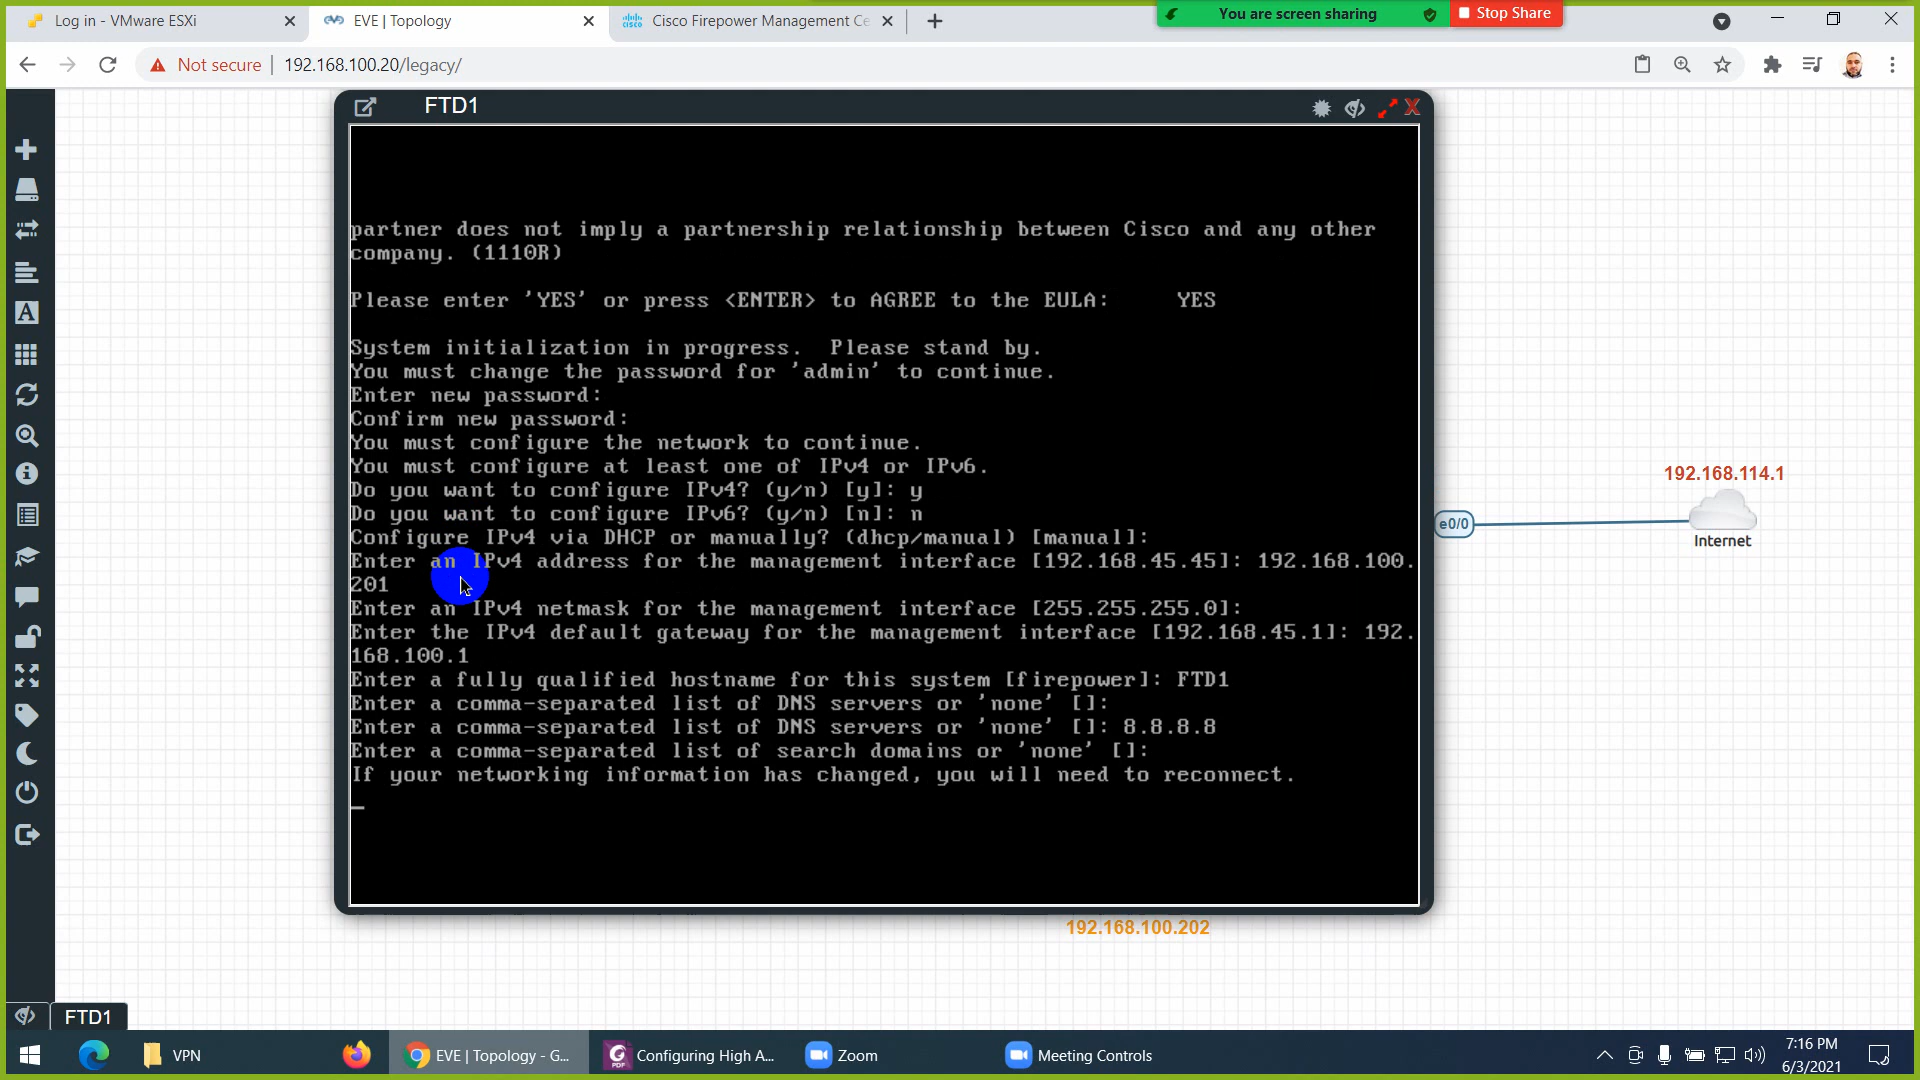 Log in - VMware ESXi
EVE | Topology
Cisco Firepower Management Ce
You are screen sharing
Stop Share
Not secure
192.168.100.20/legacy/
FTD1
partner does not imply a partnership relationship between Cisco and any other
company. (1110R)
Please enter 'YES' or press <ENTER> to AGREE to the EULA:      YES
System initialization in progress.  Please stand by.
You must change the password for 'admin' to continue.
Enter new password:
Confirm new password:
You must configure the network to continue.
You must configure at least one of IPv4 or IPv6.
Do you want to configure IPv4? (y/n) [y]: y
Do you want to configure IPv6? (y/n) [n]: n
Configure IPv4 via DHCP or manually? (dhcp/manual) [manual]:
Enter an IPv4 address for the management interface [192.168.45.45]: 192.168.100.
201
Enter an IPv4 netmask for the management interface [255.255.255.0]:
Enter the IPv4 default gateway for the management interface [192.168.45.1]: 192.
168.100.1
Enter a fully qualified hostname for this system [firepower]: FTD1
Enter a comma-separated list of DNS servers or 'none' []:
Enter a comma-separated list of DNS servers or 'none' []: 8.8.8.8
Enter a comma-separated list of search domains or 'none' []:
If your networking information has changed, you will need to reconnect.
192.168.114.1
e0/0
Internet
192.168.100.202
FTD1
VPN
EVE | Topology - G...
Configuring High A...
Zoom
Meeting Controls
7:16 PM
6/3/2021